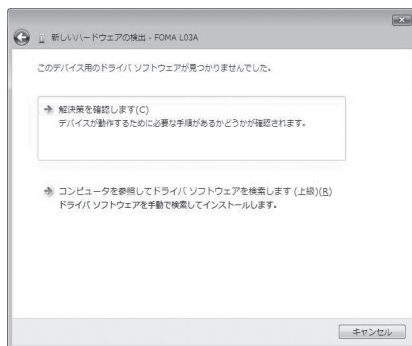 新しいハードウェアの検出 - FOMA L03A
このデバイス用のドライバ ソフトウェアが見つかりませんでした。
解決策を確認します(C)
デバイスが動作するために必要な手順があるかどうかが確認されます。
コンピュータを参照してドライバ ソフトウェアを検索します (上級)(R)
ドライバ ソフトウェアを手動で検索してインストールします。
キャンセル